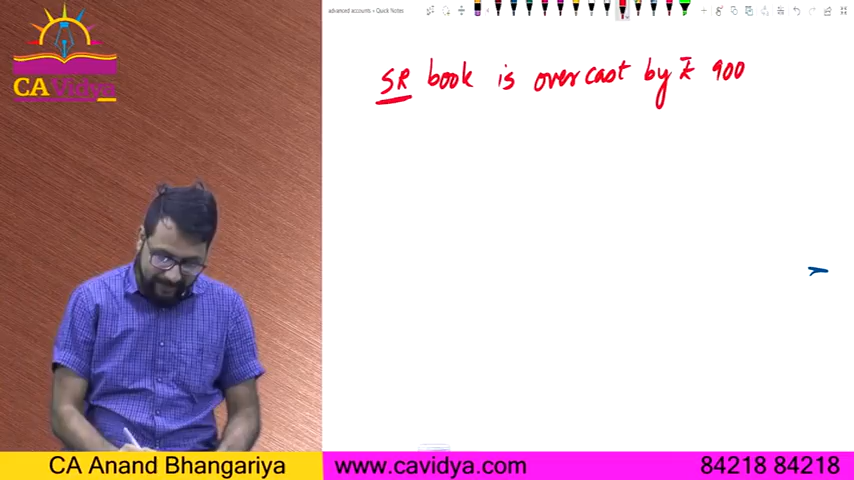 CA Vidya
advanced accounts » Quick Notes
SR book is overcast by ₹ 900
CA Anand Bhangariya
www.cavidya.com
84218 84218